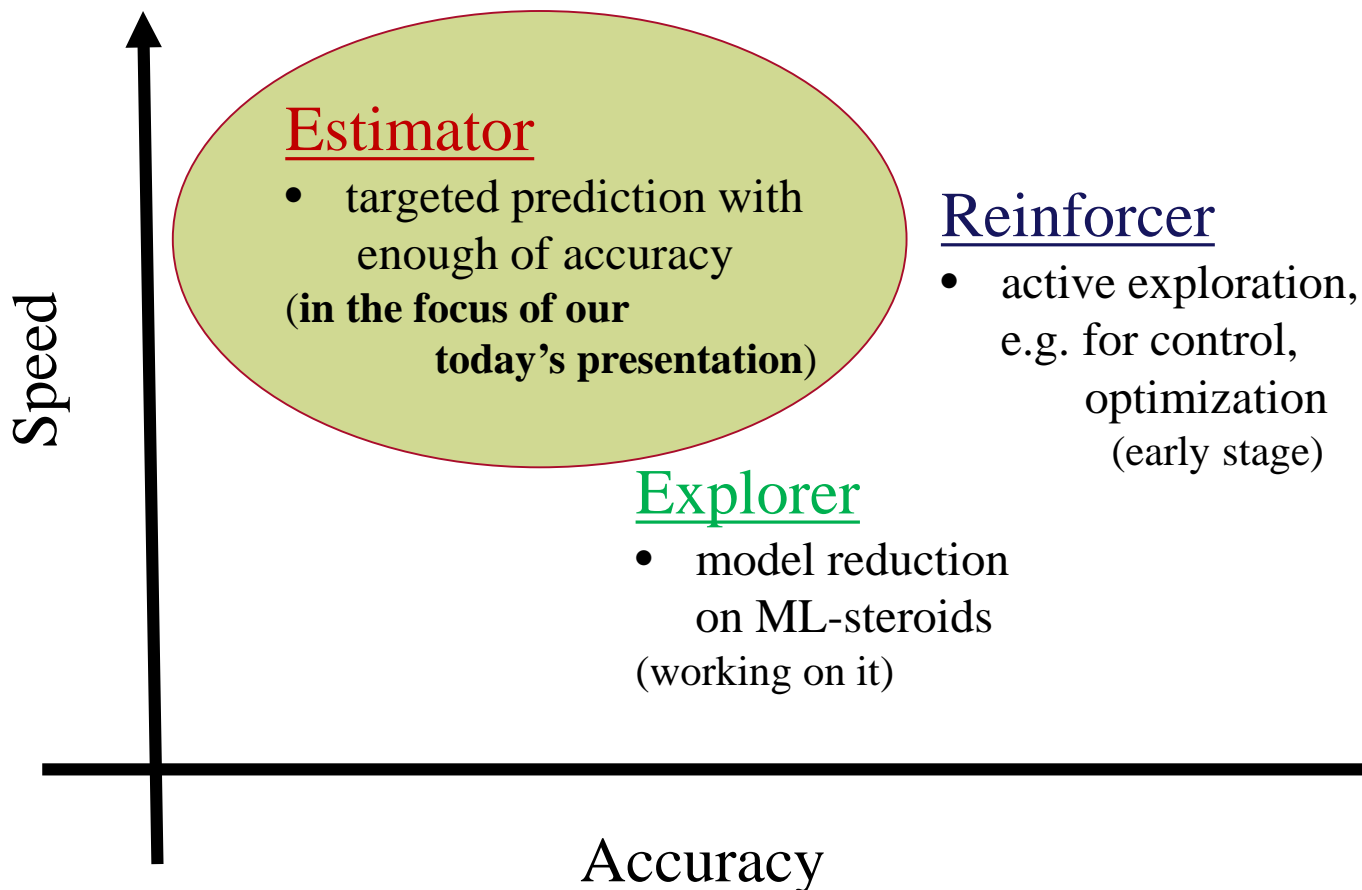 Speed
Estimator
• targeted prediction with
enough of accuracy
(in the focus of our
today’s presentation)
Reinforcer
• active exploration,
e.g. for control,
optimization
(early stage)
Explorer
• model reduction
on ML-steroids
(working on it)
Accuracy